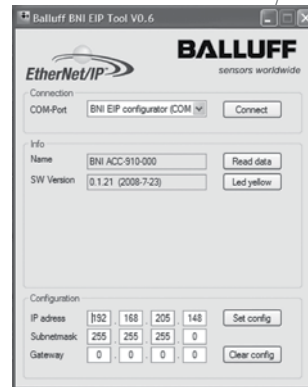 Balluff BNI EIP Tool V0.6
BALLUFF
EtherNet/IP
sensors worldwide
Connection
COM-Port BNI EIP configurator (COM Connect
Info
Name BNI ACC-910-000 Read data
SW Version 0.1.21 (2008-7-23) Led yellow
Configuration
IP adress 192 . 168 . 205 . 148 Set config
Subnetmask 255 . 255 . 255 . 0
Gateway 0 . 0 . 0 . 0 Clear config